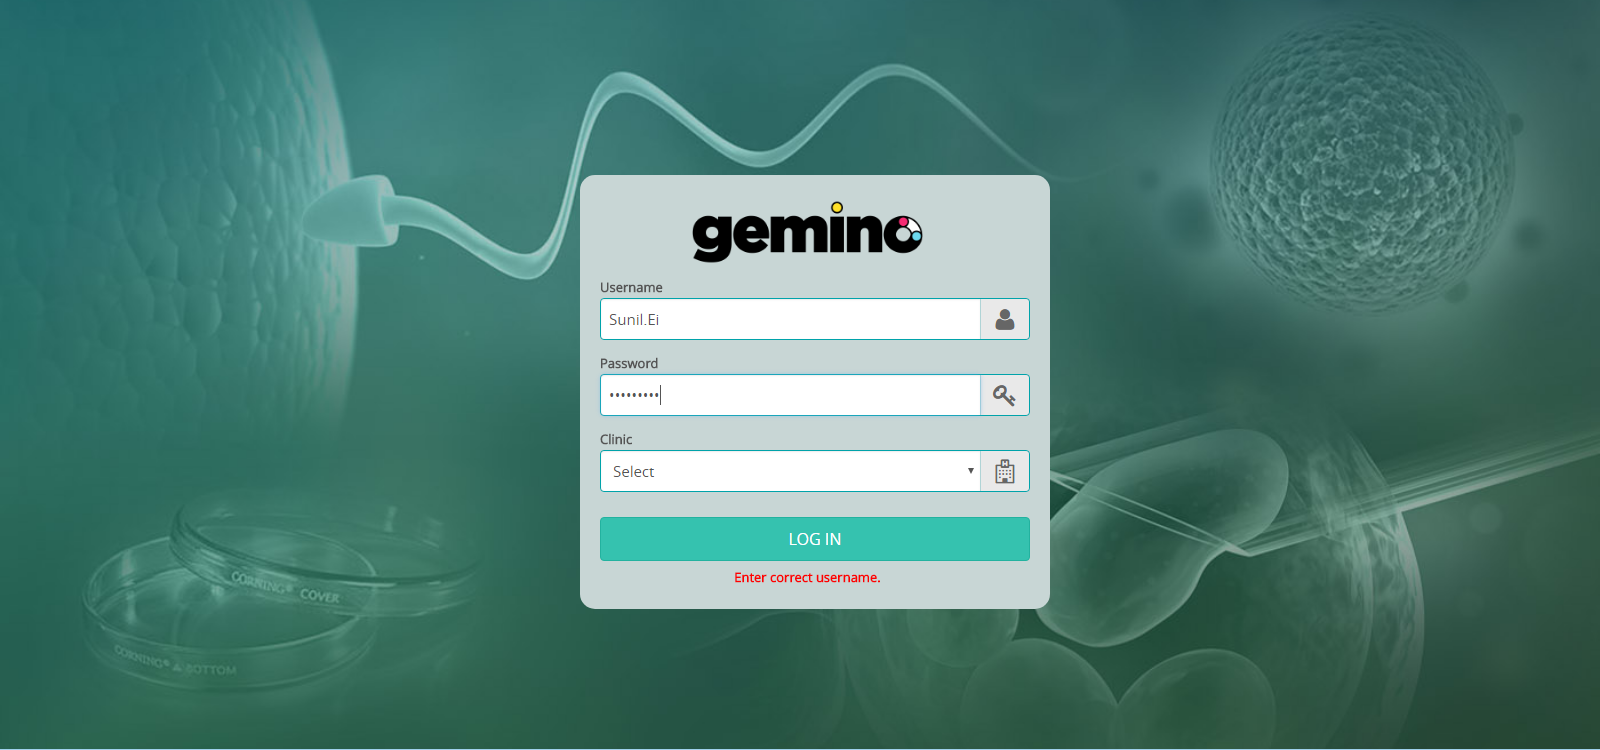 gemino
Username
Sunil.Ei
Password
•••••••••
Clinic
Select
LOG IN
Enter correct username.
CORNING® COVER
CORNING® & BOTTOM